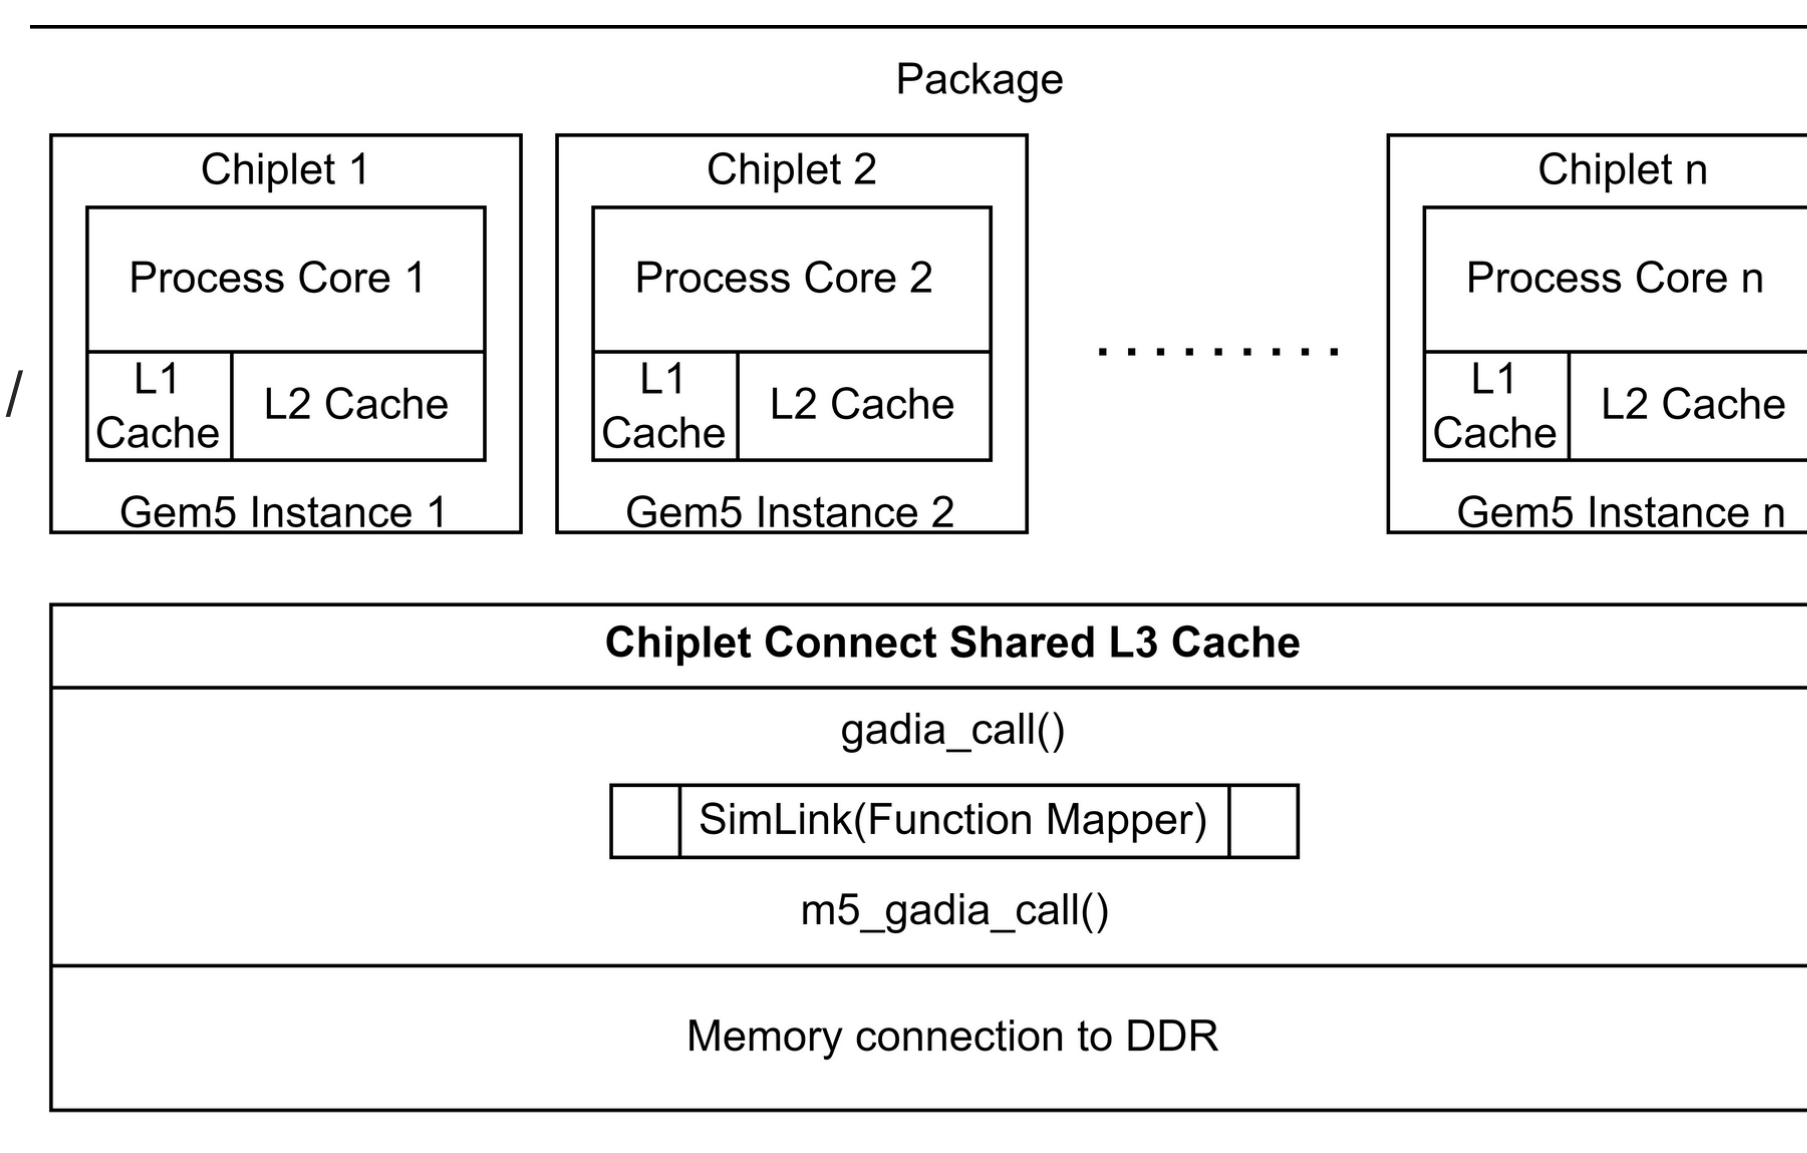 Package
Chiplet 1
Process Core 1
L1
Cache
L2 Cache
Gem5 Instance 1
Chiplet 2
Process Core 2
L1
Cache
L2 Cache
Gem5 Instance 2
.........
Chiplet n
Process Core n
L1
Cache
L2 Cache
Gem5 Instance n
/
Chiplet Connect Shared L3 Cache
gadia_call()
SimLink(Function Mapper)
m5_gadia_call()
Memory connection to DDR